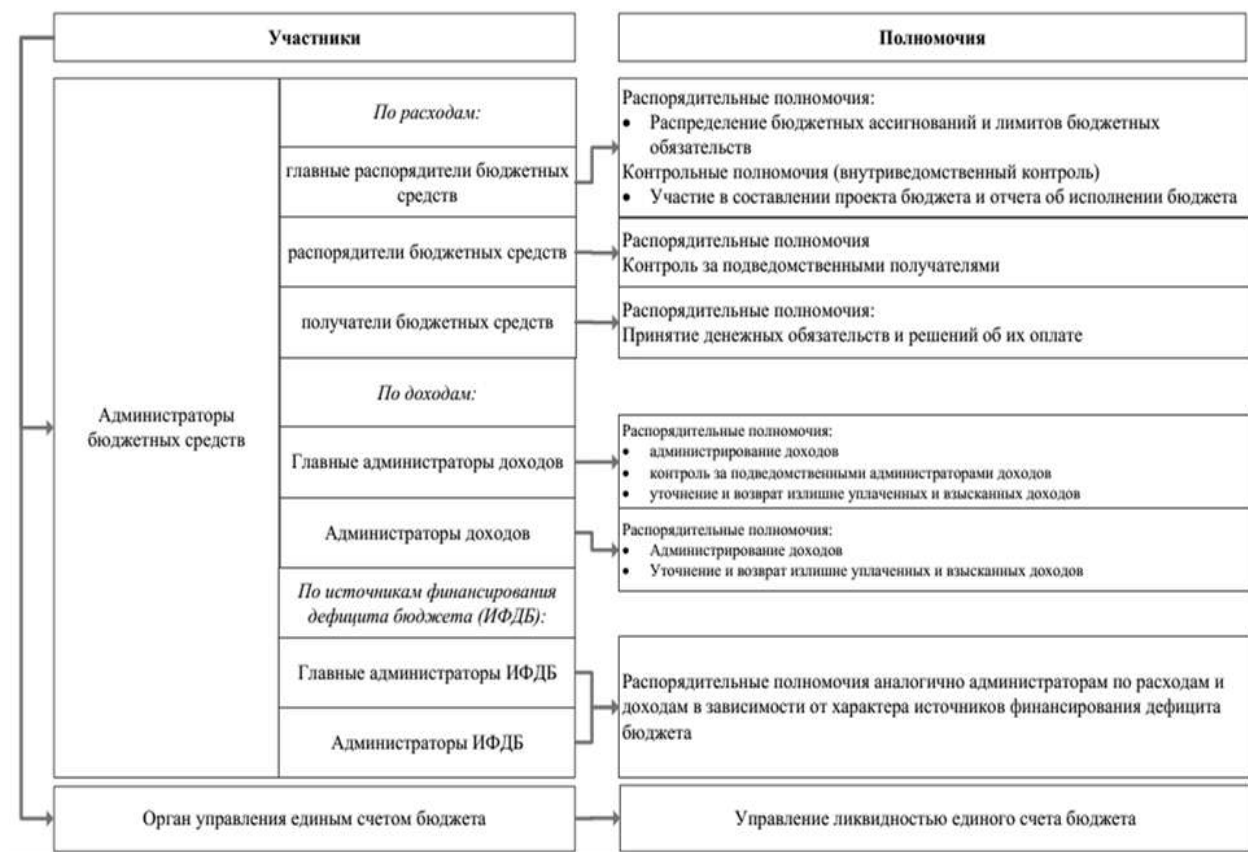 Участники
Полномочия
Администраторы
бюджетных средств
По расходам:
главные распорядители бюджетных
средств
Распорядительные полномочия:
• Распределение бюджетных ассигнований и лимитов бюджетных
обязательств
Контрольные полномочия (внутриведомственный контроль)
• Участие в составлении проекта бюджета и отчета об исполнении бюджета
распорядители бюджетных средств
Распорядительные полномочия
Контроль за подведомственными получателями
получатели бюджетных средств
Распорядительные полномочия:
Принятие денежных обязательств и решений об их оплате
По доходам:
Главные администраторы доходов
Распорядительные полномочия:
• администрирование доходов
• контроль за подведомственными администраторами доходов
• уточнение и возврат излишне уплаченных и взысканных доходов
Администраторы доходов
Распорядительные полномочия:
• Администрирование доходов
• Уточнение и возврат излишне уплаченных и взысканных доходов
По источникам финансирования
дефицита бюджета (ИФДБ):
Главные администраторы ИФДБ
Администраторы ИФДБ
Распорядительные полномочия аналогично администраторам по расходам и
доходам в зависимости от характера источников финансирования дефицита
бюджета
Орган управления единым счетом бюджета
Управление ликвидностью единого счета бюджета